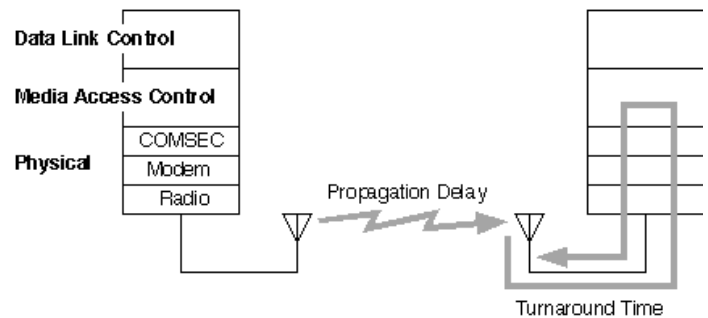 Data Link Control
Media Access Control
COMSEC
Physical
Modem
Radio
Propagation Delay
Turnaround Time